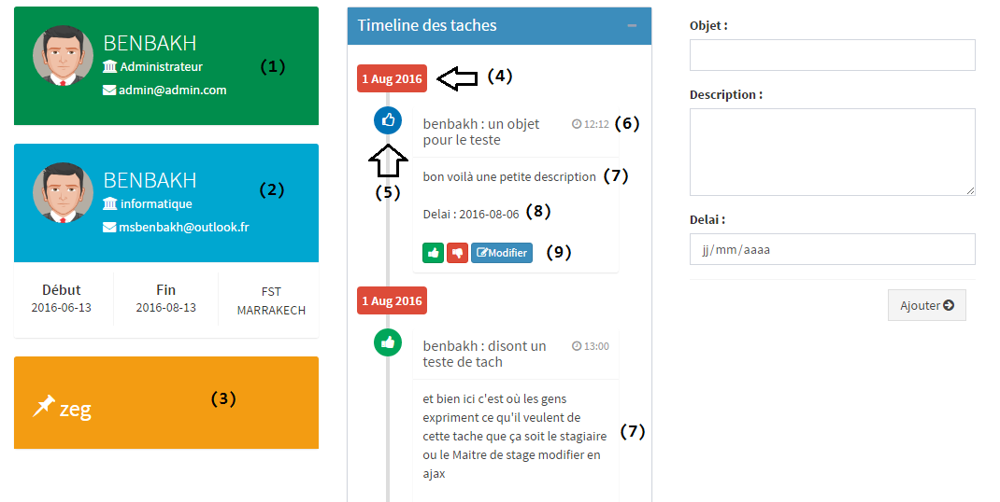 BENBAKH
Administrateur
(1)
admin@admin.com
BENBAKH
informatique
(2)
msbenbakh@outlook.fr
Début
2016-06-13
Fin
2016-08-13
FST
MARRAKECH
zeg
(3)
Timeline des taches
1 Aug 2016
(4)
benbakh : un objet
pour le teste
12:12
(6)
(5)
bon voilà une petite description
(7)
Delai : 2016-08-06
(8)
Modifier
(9)
1 Aug 2016
benbakh : disont un
teste de tach
13:00
et bien ici c'est où les gens
expriment ce qu'il veulent de
cette tache que ça soit le stagiaire
(7)
ou le Maitre de stage modifier en
ajax
Objet :
Description :
Delai :
jj/mm/aaaa
Ajouter